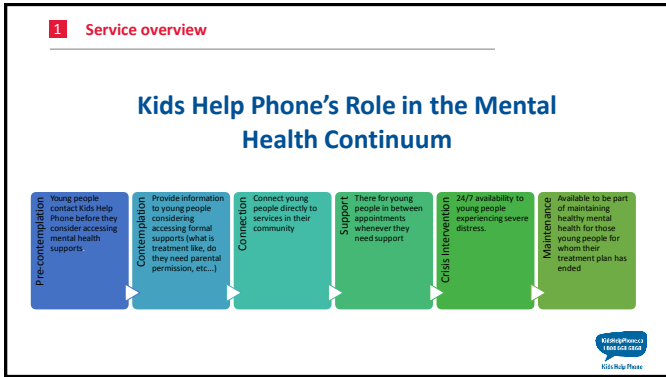 1 Service overview
Kids Help Phone's Role in the Mental
Health Continuum
Pre-contemplation
Young people
contact Kids Help
Phone before they
consider accessing
mental health
supports
Contemplation
Provide information
to young people
considering
accessing formal
supports (what is
treatment like, do
they need parental
permission, etc...)
Connection
Connect young
people directly to
services in their
community
Support
There for young
people in between
appointments
whenever they
need support
Crisis Intervention
24/7 availability to
young people
experiencing severe
distress.
Maintenance
Available to be part
of maintaining
healthy mental
health for those
young people for
whom their
treatment plan has
ended
KidsHelpPhone.ca
1 800 668 6868
Kids Help Phone